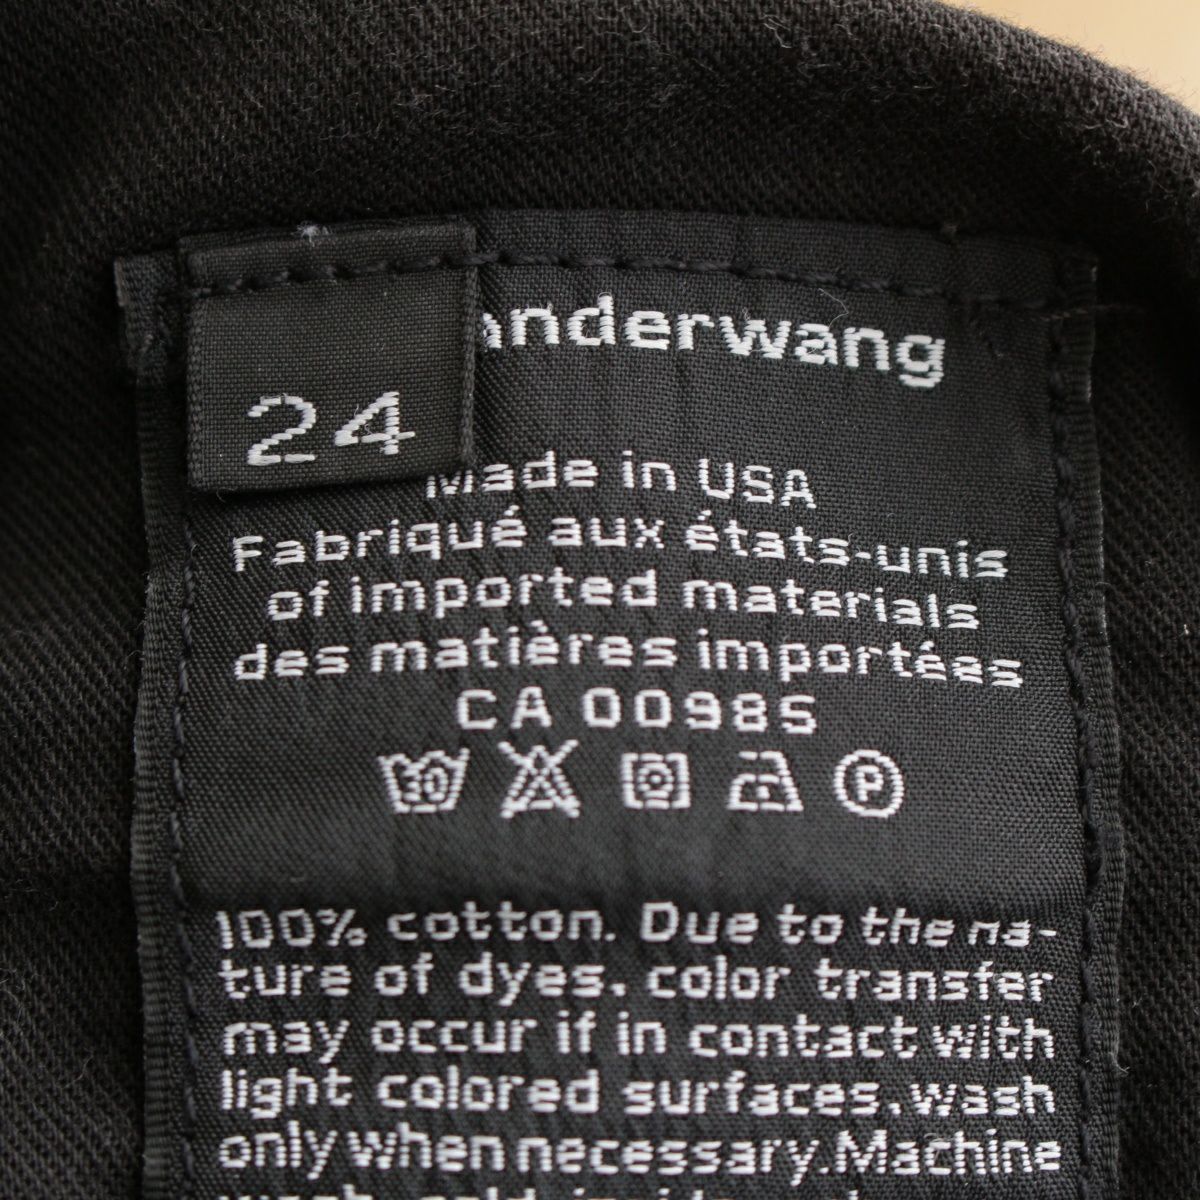 anderwang
24
Made in USA
Fabriqué aux états-unis
of imported materials
des matières importées
CA 00985
30
P
100% cotton. Due to the na-
ture of dyes, color transfer
may occur if in contact with
light colored surfaces, wash
only when necessary. Machine